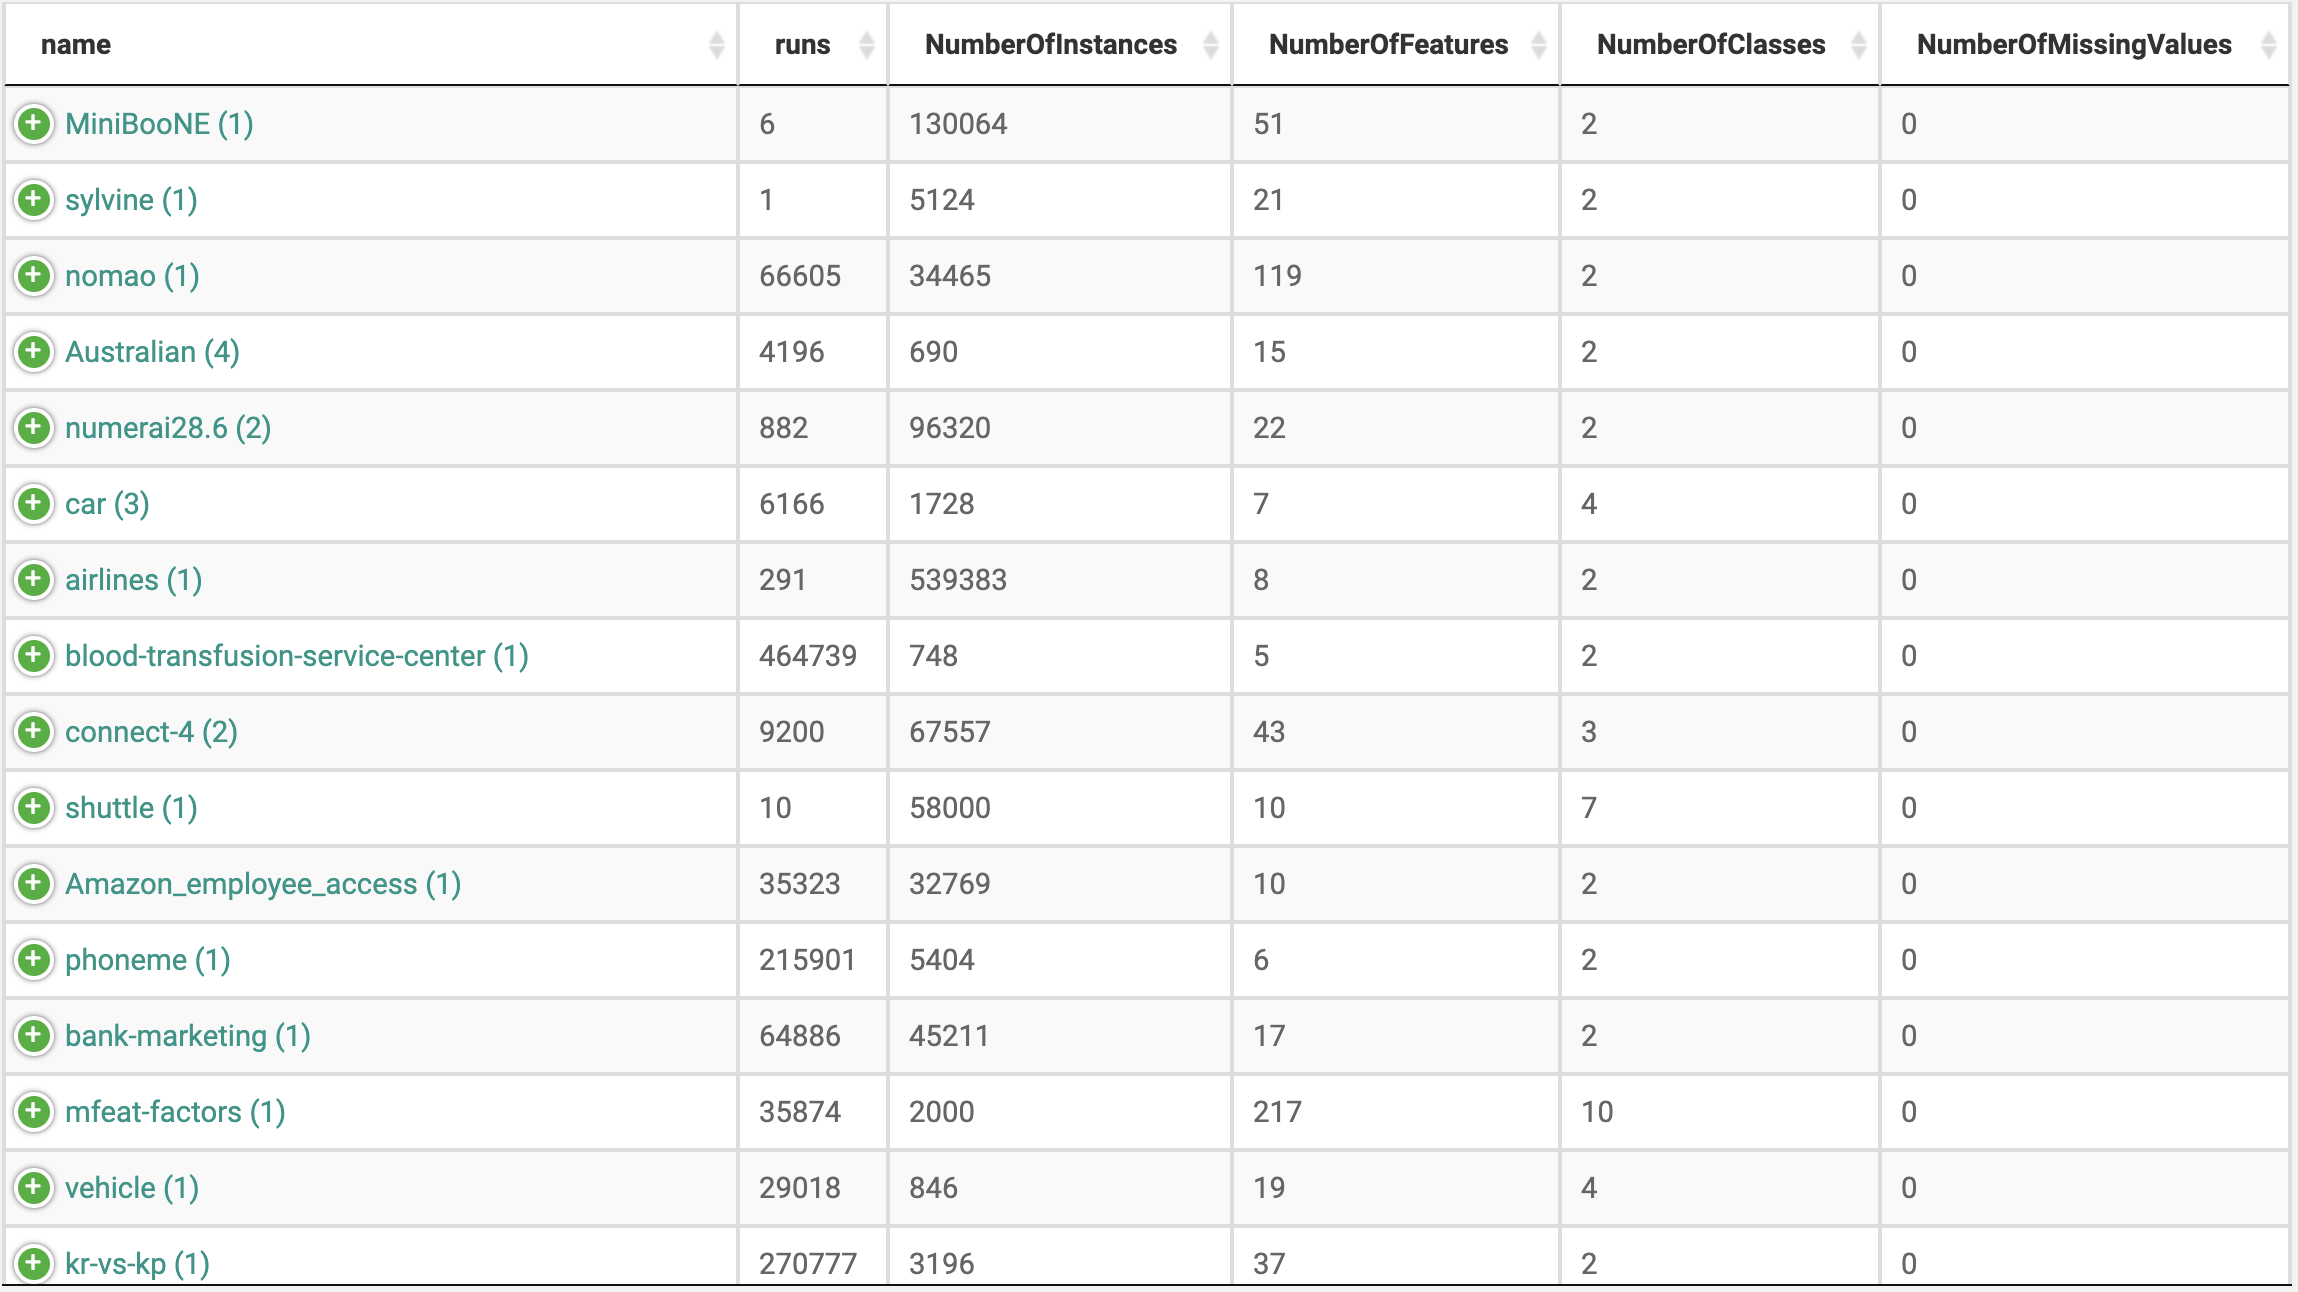 name runs NumberOfInstances NumberOfFeatures NumberOfClasses NumberOfMissingValues
MiniBooNE (1) 6 130064 51 2 0
sylvine (1) 1 5124 21 2 0
nomao (1) 66605 34465 119 2 0
Australian (4) 4196 690 15 2 0
numerai28.6 (2) 882 96320 22 2 0
car (3) 6166 1728 7 4 0
airlines (1) 291 539383 8 2 0
blood-transfusion-service-center (1) 464739 748 5 2 0
connect-4 (2) 9200 67557 43 3 0
shuttle (1) 10 58000 10 7 0
Amazon_employee_access (1) 35323 32769 10 2 0
phoneme (1) 215901 5404 6 2 0
bank-marketing (1) 64886 45211 17 2 0
mfeat-factors (1) 35874 2000 217 10 0
vehicle (1) 29018 846 19 4 0
kr-vs-kp (1) 270777 3196 37 2 0